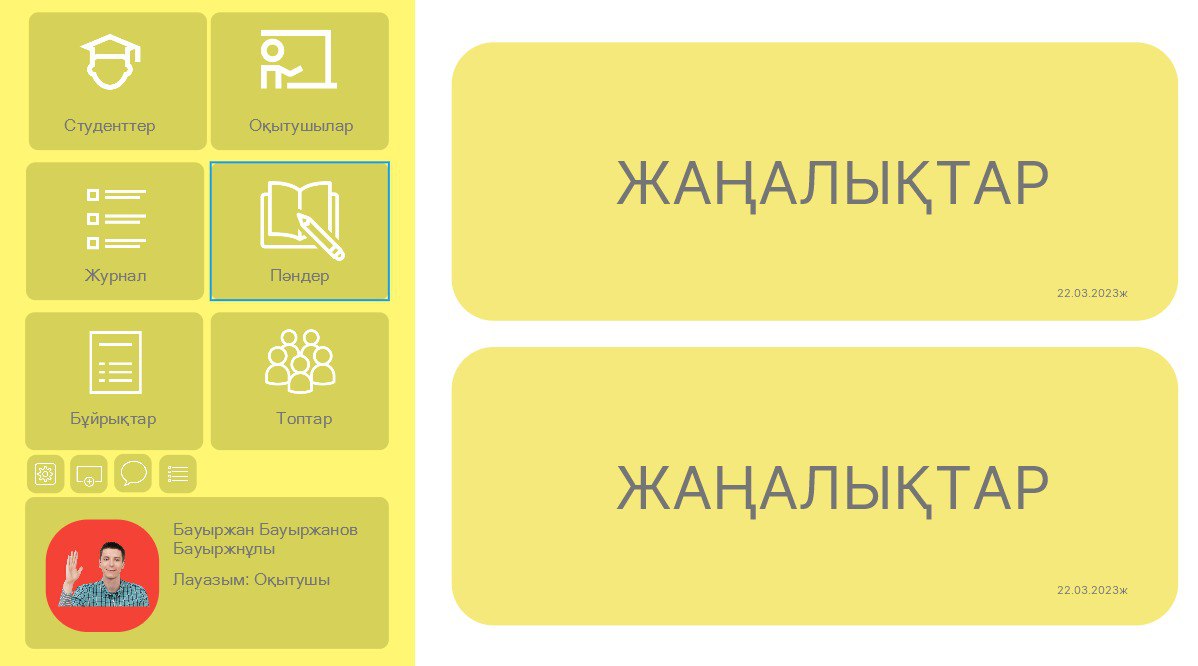 Студенттер
Оқытушылар
Журнал
Пәндер
Бұйрықтар
Топтар
Бауыржан Бауыржанов
Бауыржнұлы
Лауазым: Оқытушы
ЖАҢАЛЫҚТАР
22.03.2023ж
ЖАҢАЛЫҚТАР
22.03.2023ж